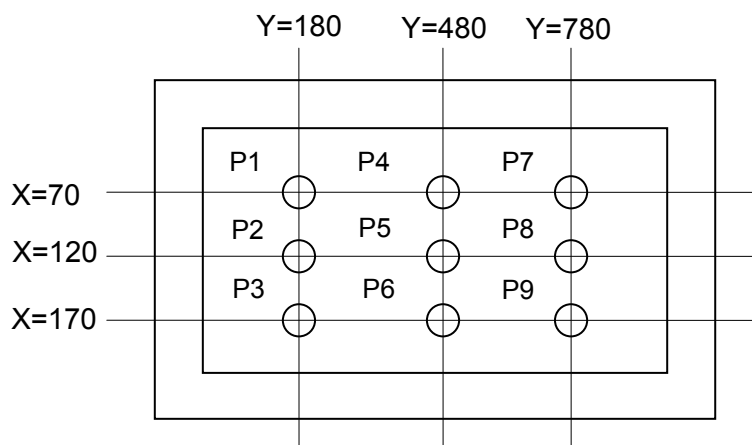 Y=180 Y=480 Y=780
P1 P4 P7
X=70
P2 P5 P8
X=120
P3 P6 P9
X=170